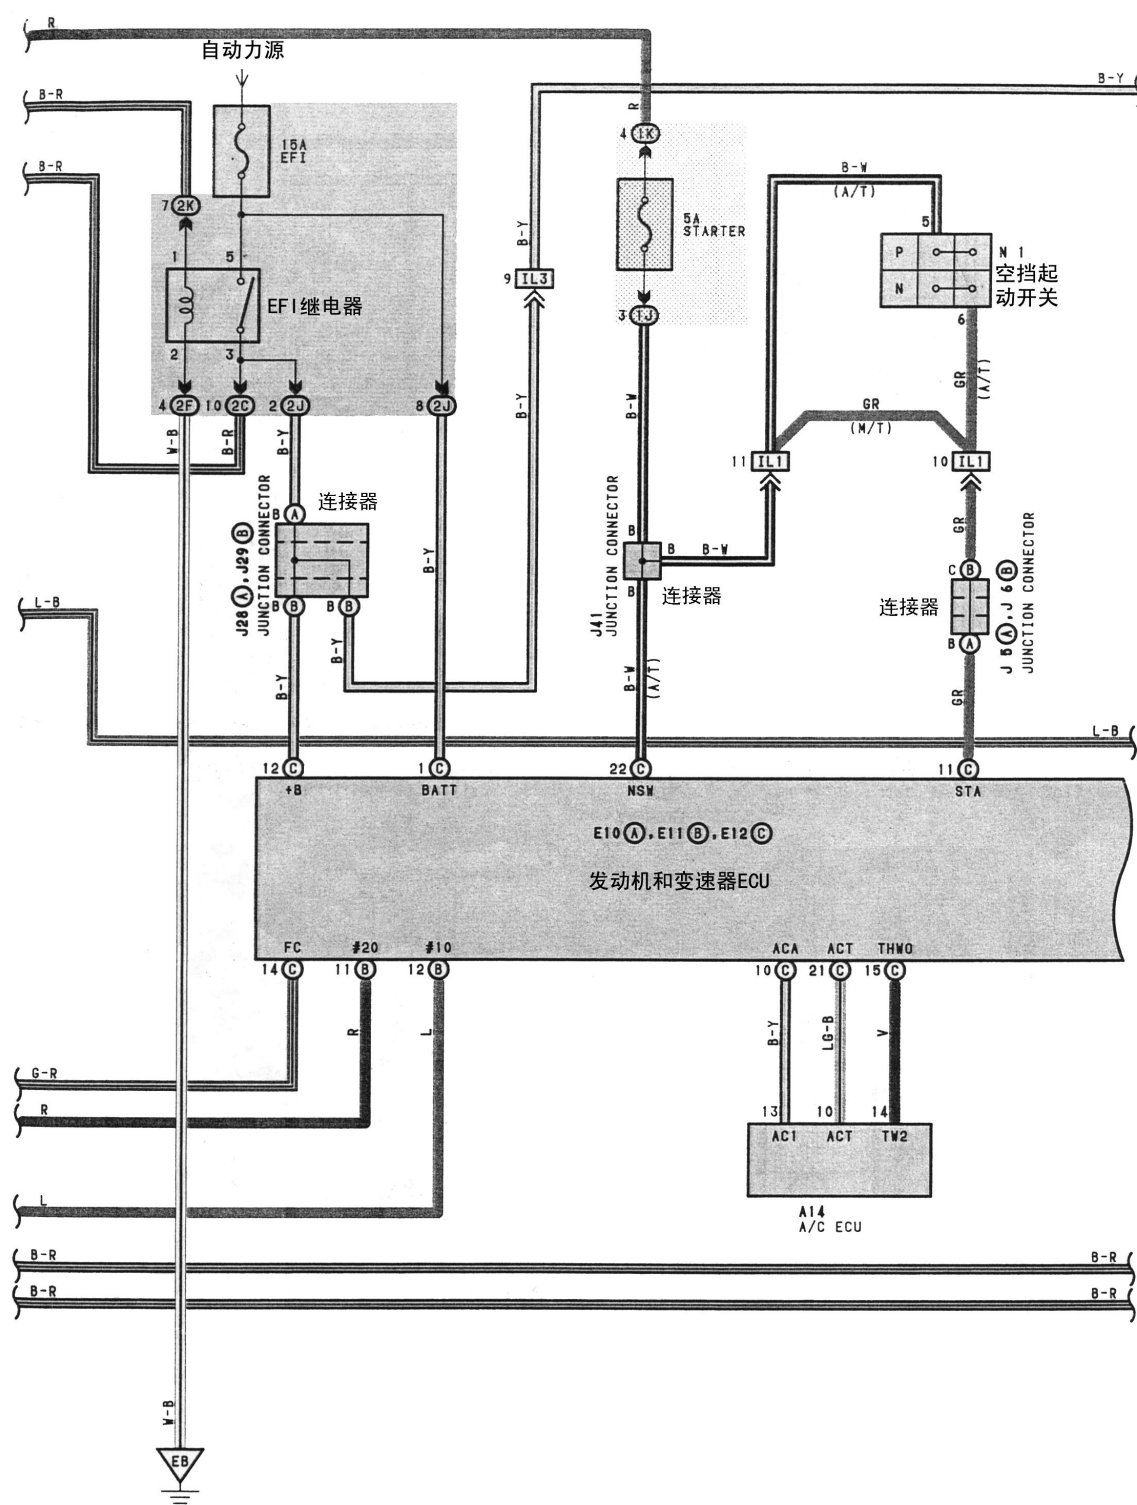 R
自动力源
B-R
B-Y
15A
EFI
R
4 1K
B-R
B-W
(A/T)
7 2K
5A
STARTER
5
B-Y
P
N 1
空挡起
动开关
N
1 5
9 IL3
EFI继电器
3 1J
6
2 3
GR
(A/T)
4 2F
10 2C
2 2J
8 2J
B-Y
B-W
GR
(M/T)
W-B
B-R
B-Y
11 IL1
10 IL1
连接器
B A
J28 A, J29 B
JUNCTION CONNECTOR
B-Y
J41
JUNCTION CONNECTOR
B
B
B-W
B
连接器
GR
C B
连接器
B A
J 5 A, J 6 B
JUNCTION CONNECTOR
B B
B B
L-B
B-Y
B-Y
B-W
(A/T)
GR
L-B
12 C
1 C
22 C
11 C
+B
BATT
NSW
STA
E10 A, E11 B, E12 C
发动机和变速器ECU
FC
#20
#10
ACA
ACT
THWO
14 C
11 B
12 B
10 C
21 C
15 C
R
L
B-Y
LG-B
V
G-R
R
13
10
14
AC1
ACT
TW2
L
A14
A/C ECU
B-R
B-R
B-R
B-R
W-B
EB